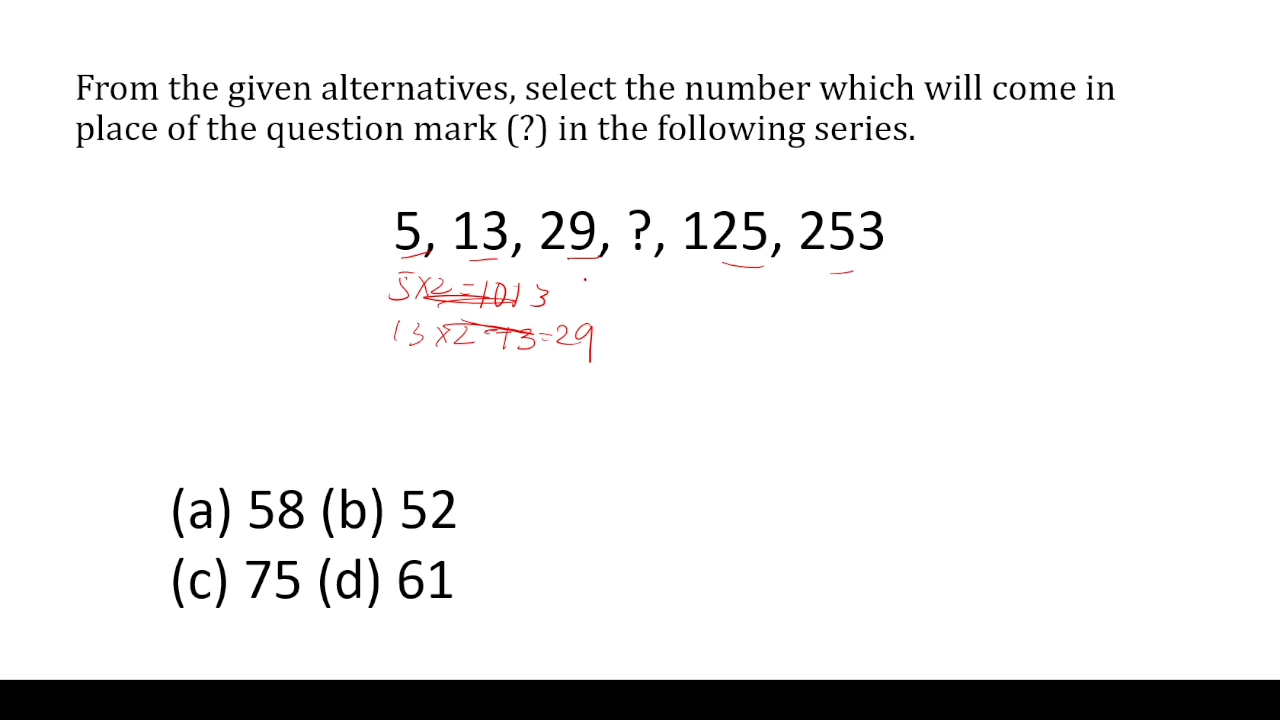 From the given alternatives, select the number which will come in
place of the question mark (?) in the following series.
5, 13, 29, ?, 125, 253
5×2=10 13
13×2 +3=29
(a) 58 (b) 52
(c) 75 (d) 61